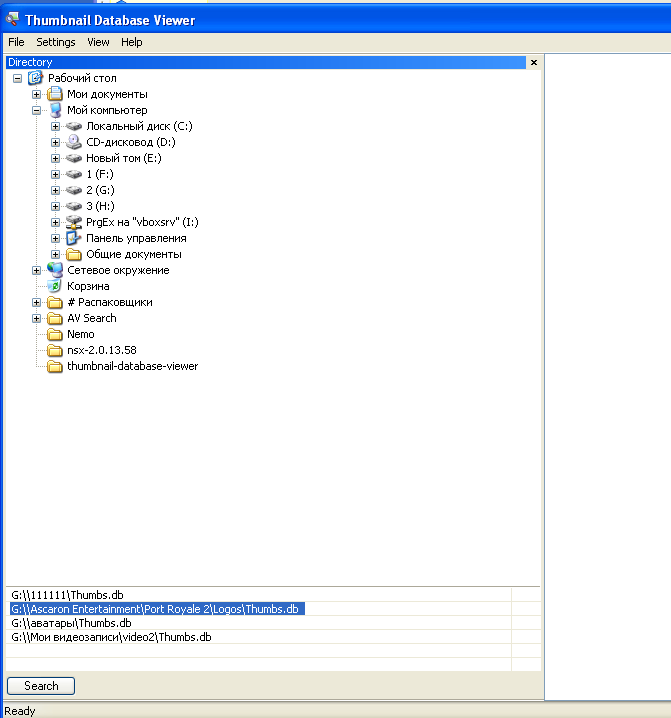 Thumbnail Database Viewer
File Settings View Help
Directory
Рабочий стол
Мои документы
Мой компьютер
Локальный диск (C:)
CD-дисковод (D:)
Новый том (E:)
1 (F:)
2 (G:)
3 (H:)
PrgEx на "vboxsrv" (I:)
Панель управления
Общие документы
Сетевое окружение
Корзина
# Распаковщики
AV Search
Nemo
nsx-2.0.13.58
thumbnail-database-viewer
G:\\111111\Thumbs.db
G:\\Ascaron Entertainment\Port Royale 2\Logos\Thumbs.db
G:\\аватары\Thumbs.db
G:\\Мои видеозаписи\video2\Thumbs.db
Search
Ready